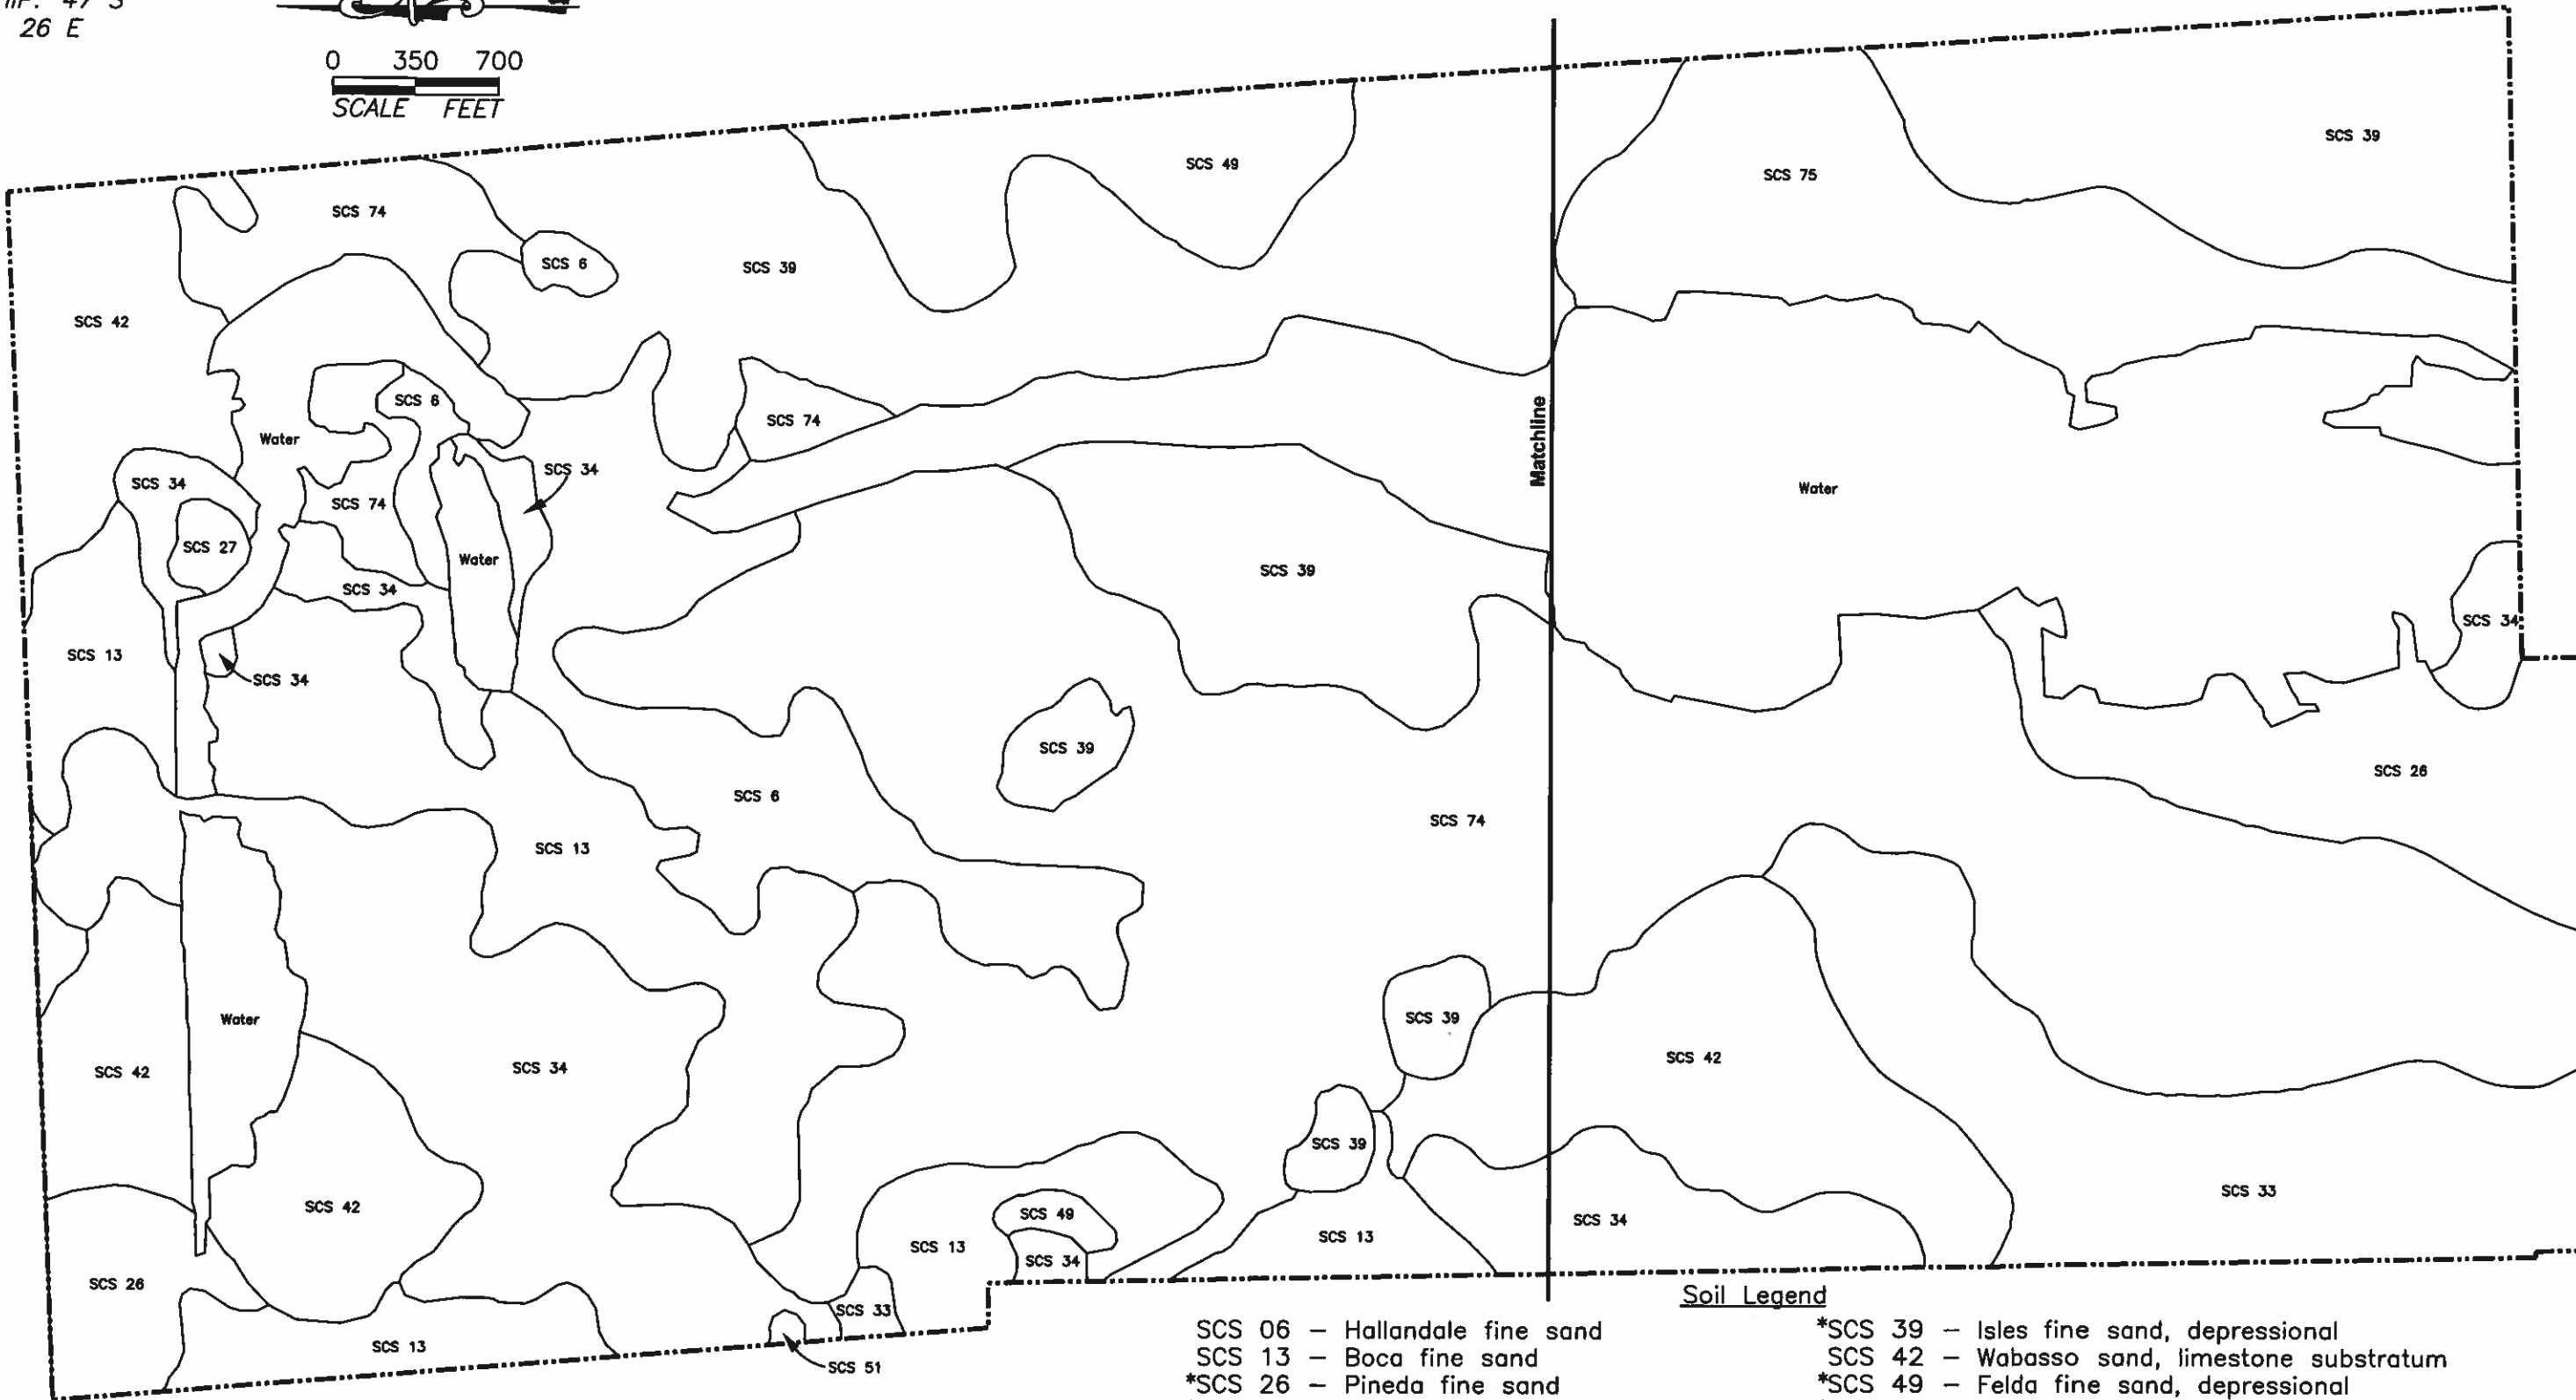 47 S
26 E
0 350 700
SCALE FEET
SCS 39
SCS 49
SCS 75
SCS 74
SCS 6
SCS 39
SCS 42
SCS 6
SCS 74
Matchline
Water
SCS 34
SCS 34
Water
SCS 74
SCS 27
Water
SCS 39
SCS 34
SCS 34
SCS 13
SCS 34
SCS 39
SCS 26
SCS 6
SCS 74
SCS 13
Water
SCS 39
SCS 42
SCS 42
SCS 34
SCS 39
SCS 33
SCS 42
SCS 49
SCS 34
SCS 13
SCS 13
SCS 34
SCS 26
SCS 33
SCS 13
SCS 51
Soil Legend
SCS 06 – Hallandale fine sand
SCS 13 – Boca fine sand
*SCS 26 – Pineda fine sand
*SCS 39 – Isles fine sand, depressional
SCS 42 – Wabasso sand, limestone substratum
*SCS 49 – Felda fine sand, depressional